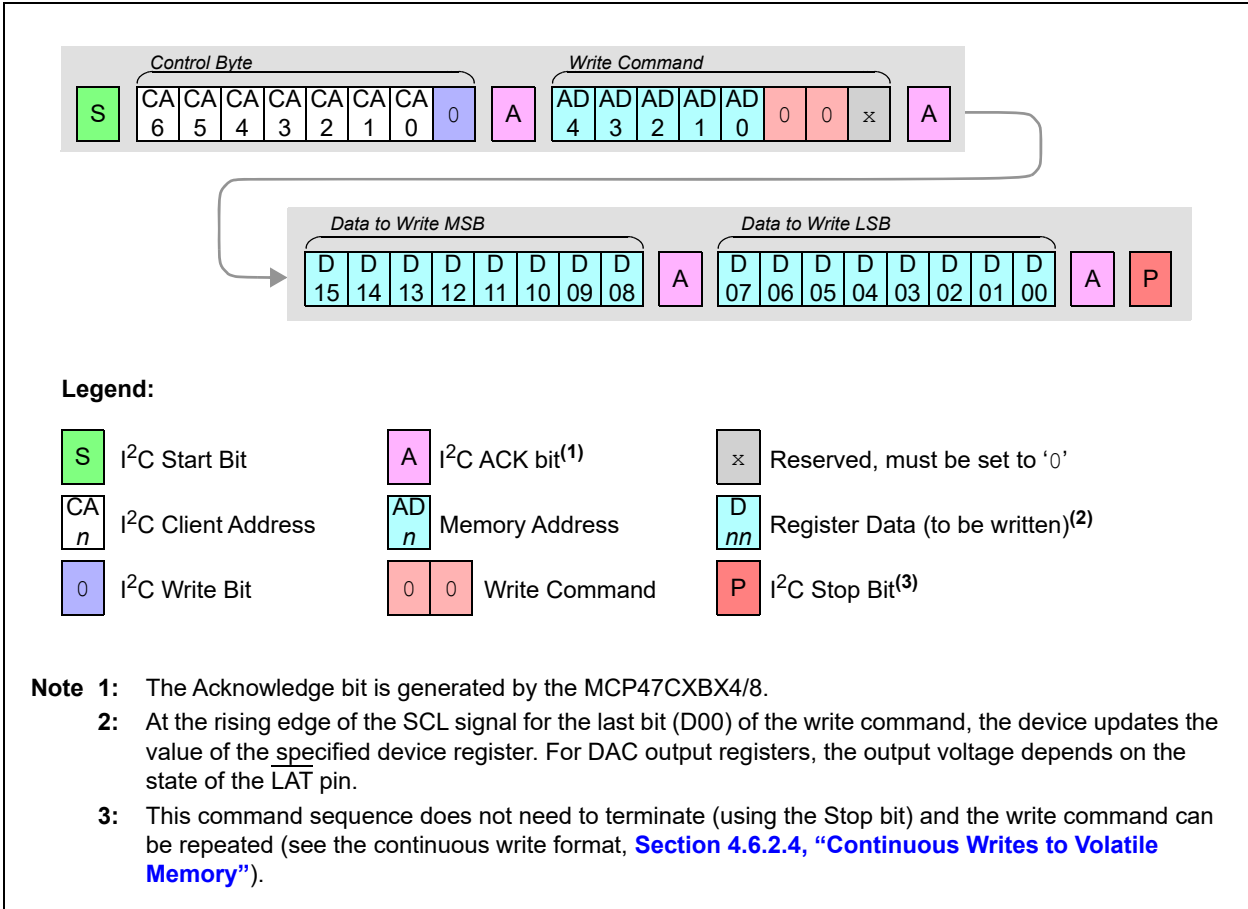 Control Byte Write Command
S CA 6 CA 5 CA 4 CA 3 CA 2 CA 1 CA 0 0 A AD 4 AD 3 AD 2 AD 1 AD 0 0 0 x A
Data to Write MSB Data to Write LSB
D 15 D 14 D 13 D 12 D 11 D 10 D 09 D 08 A D 07 D 06 D 05 D 04 D 03 D 02 D 01 D 00 A P
Legend:
S I²C Start Bit A I²C ACK bit(1) x Reserved, must be set to ‘0’
CA n I²C Client Address AD n Memory Address D nn Register Data (to be written)(2)
0 I²C Write Bit 0 0 Write Command P I²C Stop Bit(3)
Note 1: The Acknowledge bit is generated by the MCP47CXBX4/8.
2: At the rising edge of the SCL signal for the last bit (D00) of the write command, the device updates the
value of the specified device register. For DAC output registers, the output voltage depends on the
state of the LAT pin.
3: This command sequence does not need to terminate (using the Stop bit) and the write command can
be repeated (see the continuous write format, Section 4.6.2.4, “Continuous Writes to Volatile
Memory”).